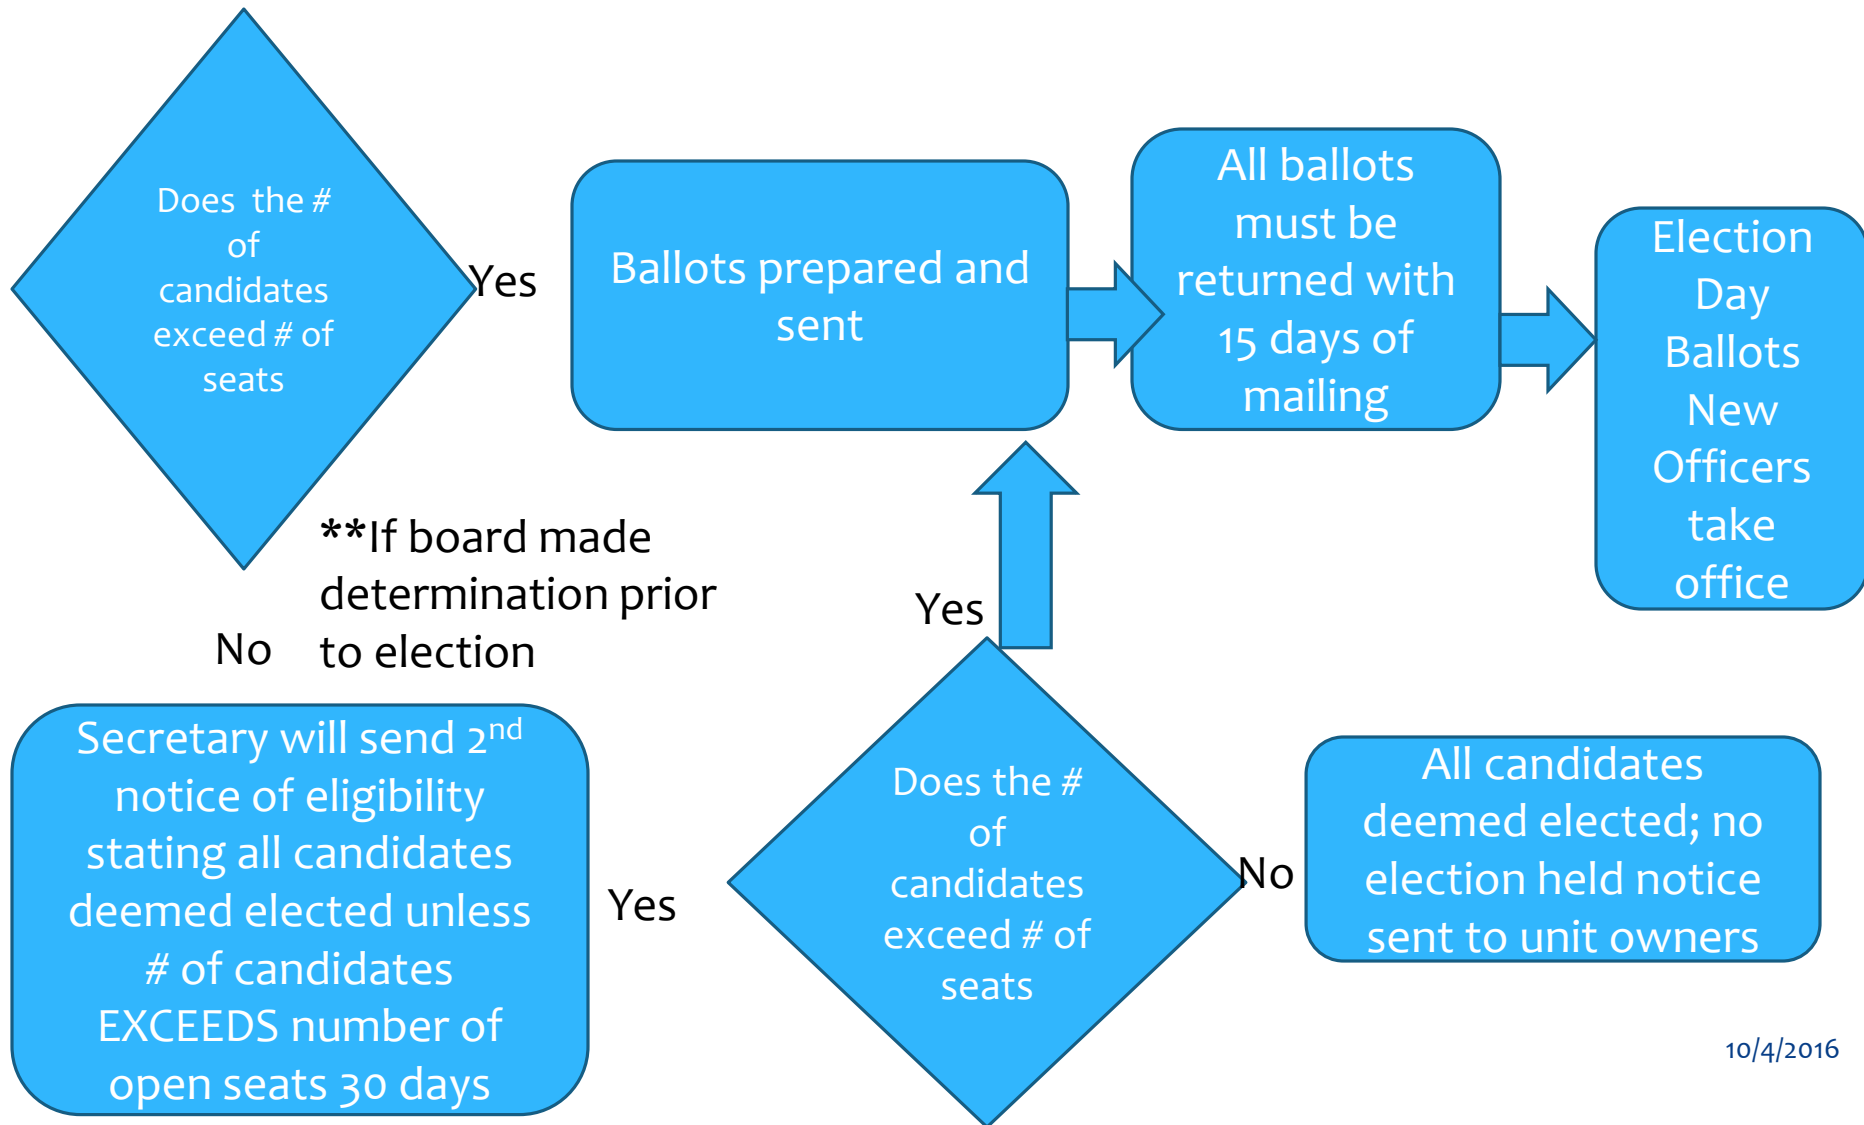 Does the #
of
candidates
exceed # of
seats
Yes
Ballots prepared and
sent
All ballots
must be
returned with
15 days of
mailing
Election
Day
Ballots
New
Officers
take
office
**If board made
determination prior
to election
No
Yes
Secretary will send 2nd
notice of eligibility
stating all candidates
deemed elected unless
# of candidates
EXCEEDS number of
open seats 30 days
Yes
Does the #
of
candidates
exceed # of
seats
No
All candidates
deemed elected; no
election held notice
sent to unit owners
10/4/2016